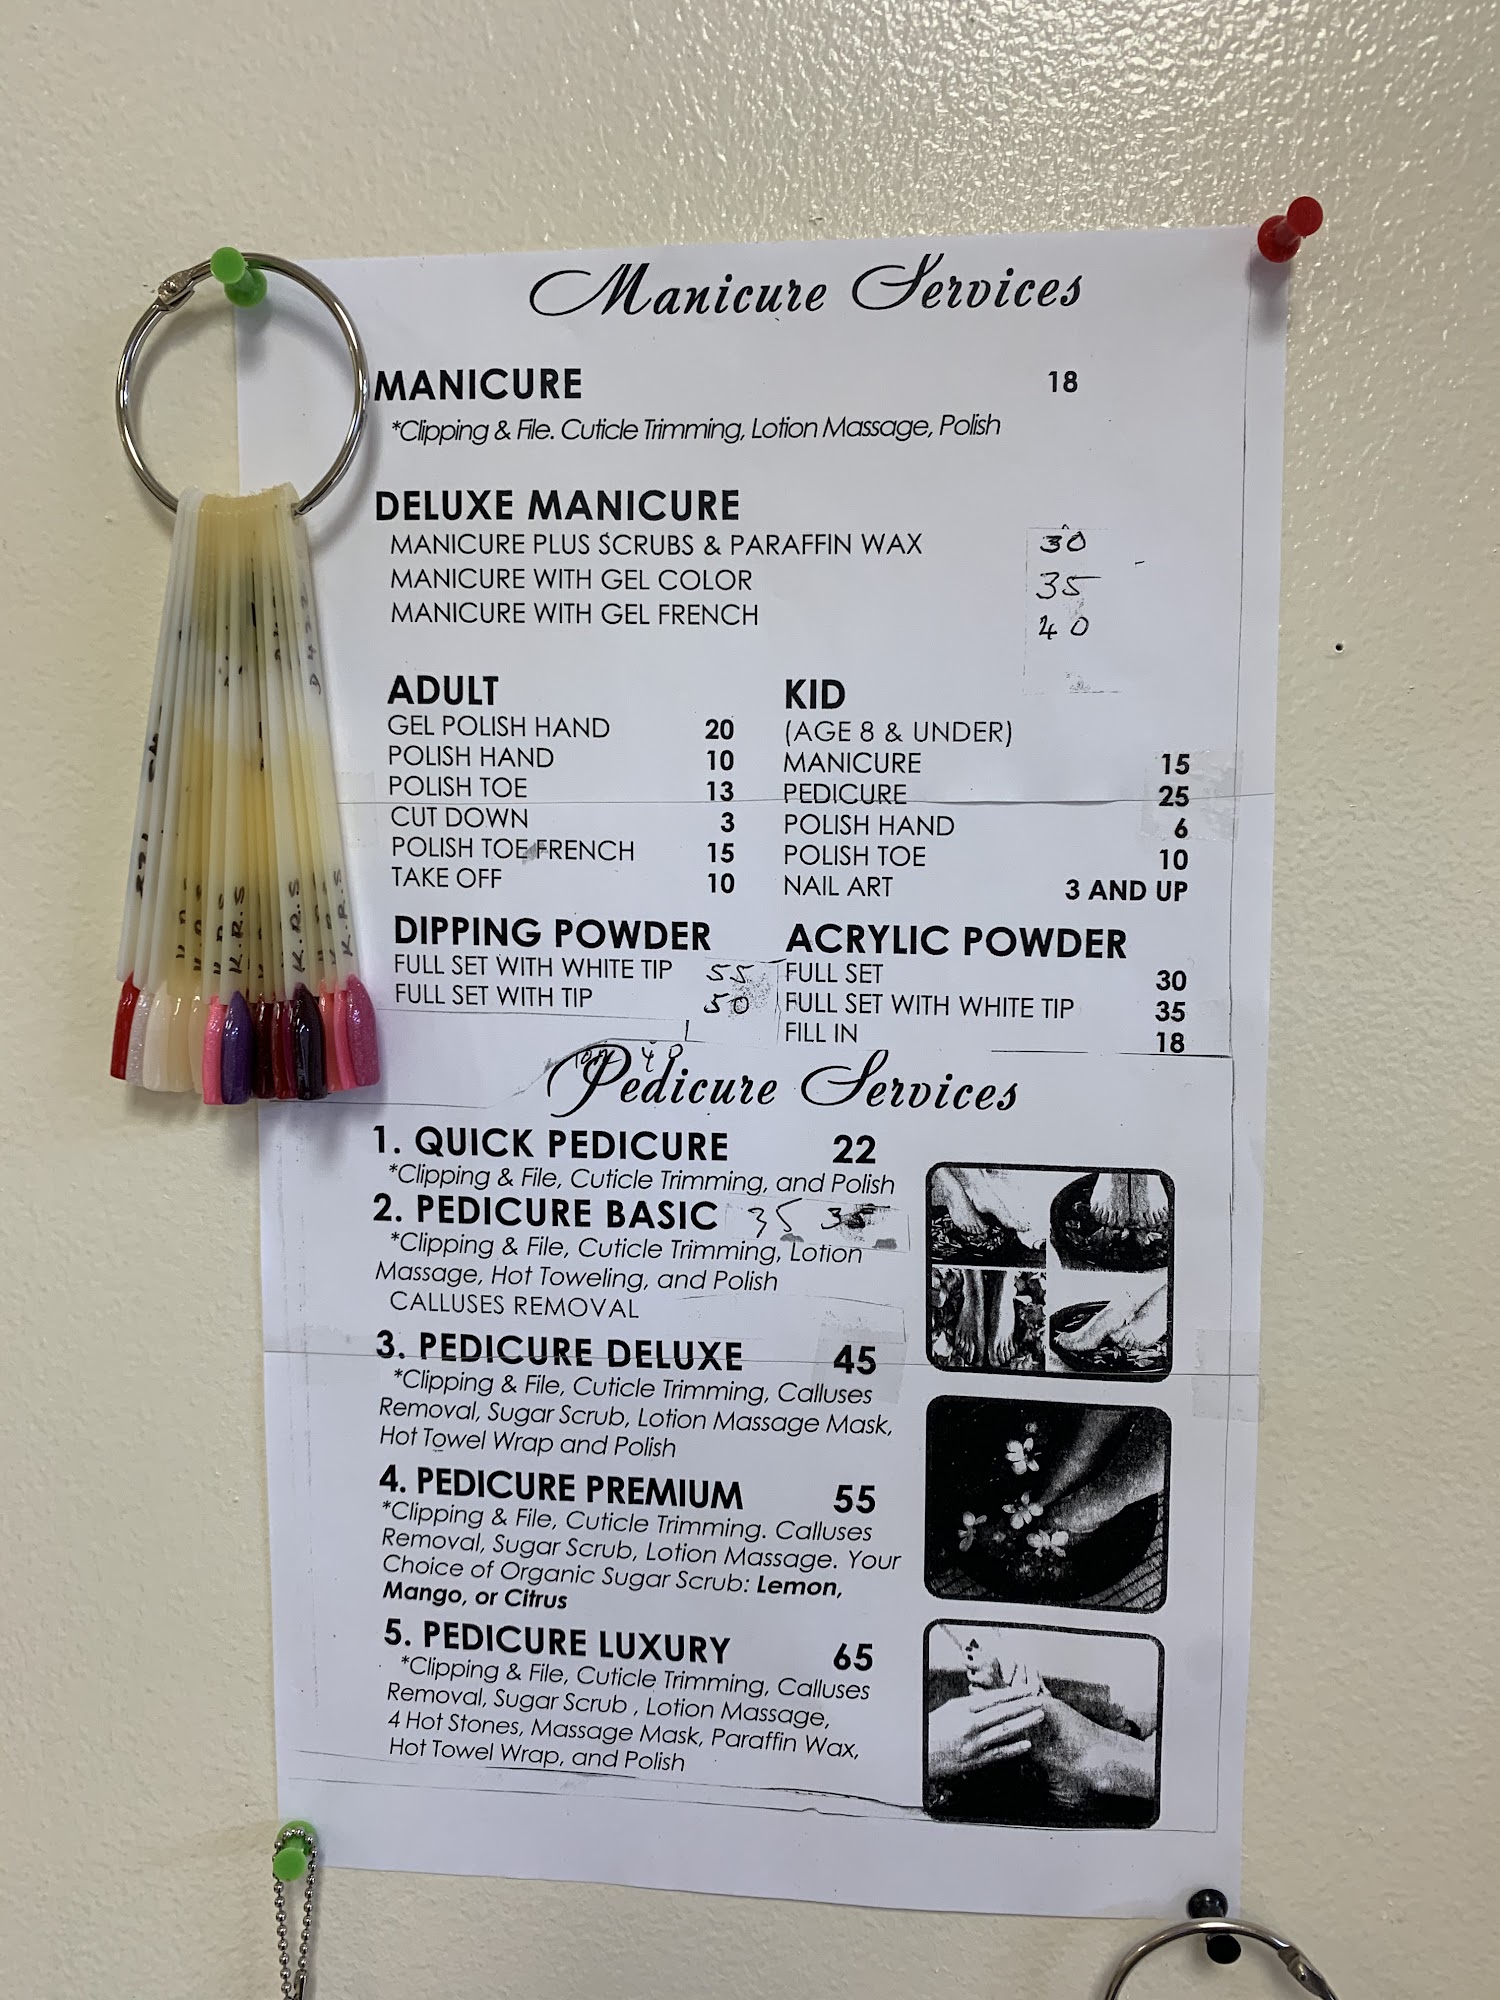 Manicure Services
MANICURE 18
*Clipping & File. Cuticle Trimming, Lotion Massage, Polish
DELUXE MANICURE
MANICURE PLUS SCRUBS & PARAFFIN WAX 30
MANICURE WITH GEL COLOR 35
MANICURE WITH GEL FRENCH 40
ADULT
GEL POLISH HAND 20
POLISH HAND 10
POLISH TOE 13
CUT DOWN 3
POLISH TOE FRENCH 15
TAKE OFF 10
KID
(AGE 8 & UNDER)
MANICURE 15
PEDICURE 25
POLISH HAND 6
POLISH TOE 10
NAIL ART 3 AND UP
DIPPING POWDER
FULL SET WITH WHITE TIP 55
FULL SET WITH TIP 50
ACRYLIC POWDER
FULL SET 30
FULL SET WITH WHITE TIP 35
FILL IN 18
40
Pedicure Services
1. QUICK PEDICURE 22
*Clipping & File, Cuticle Trimming, and Polish
2. PEDICURE BASIC 35 35
*Clipping & File, Cuticle Trimming, Lotion
Massage, Hot Toweling, and Polish
CALLUSES REMOVAL
3. PEDICURE DELUXE 45
*Clipping & File, Cuticle Trimming, Calluses
Removal, Sugar Scrub, Lotion Massage Mask,
Hot Towel Wrap and Polish
4. PEDICURE PREMIUM 55
*Clipping & File, Cuticle Trimming. Calluses
Removal, Sugar Scrub, Lotion Massage. Your
Choice of Organic Sugar Scrub: Lemon,
Mango, or Citrus
5. PEDICURE LUXURY 65
*Clipping & File, Cuticle Trimming, Calluses
Removal, Sugar Scrub , Lotion Massage,
4 Hot Stones, Massage Mask, Paraffin Wax,
Hot Towel Wrap, and Polish
271
K.R.S
K.R.S
K.R.S